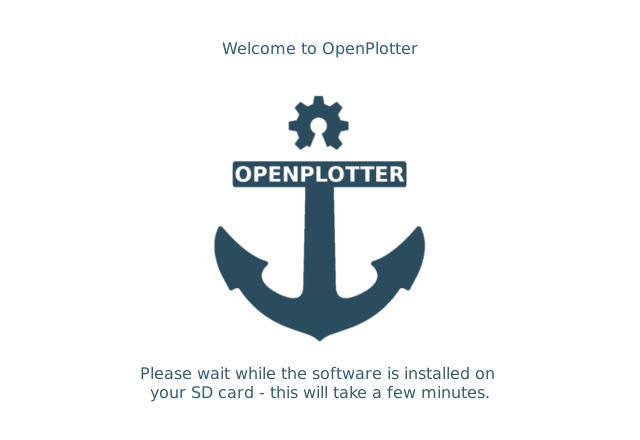 Welcome to OpenPlotter
OPENPLOTTER
Please wait while the software is installed on
your SD card - this will take a few minutes.